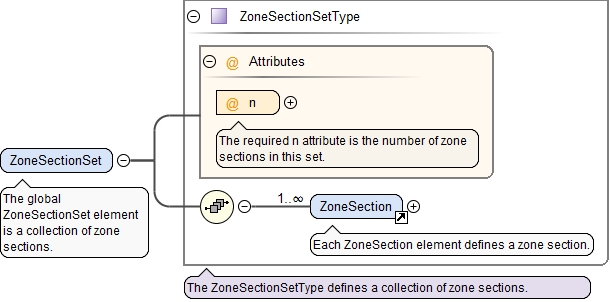 ZoneSectionSetType
@ Attributes
@ n
The required n attribute is the number of zone
sections in this set.
ZoneSectionSet
The global
ZoneSectionSet element
is a collection of zone
sections.
1..∞
ZoneSection
Each ZoneSection element defines a zone section.
The ZoneSectionSetType defines a collection of zone sections.